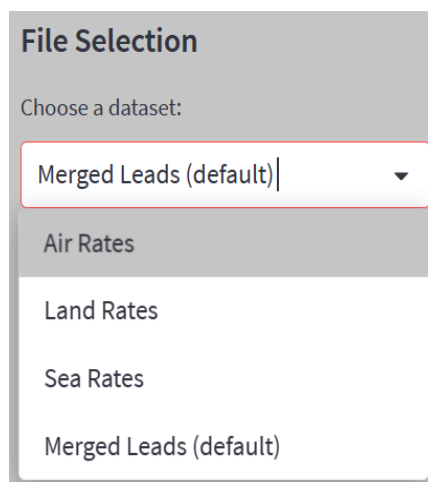 File Selection
Choose a dataset:
Merged Leads (default)
Air Rates
Land Rates
Sea Rates
Merged Leads (default)